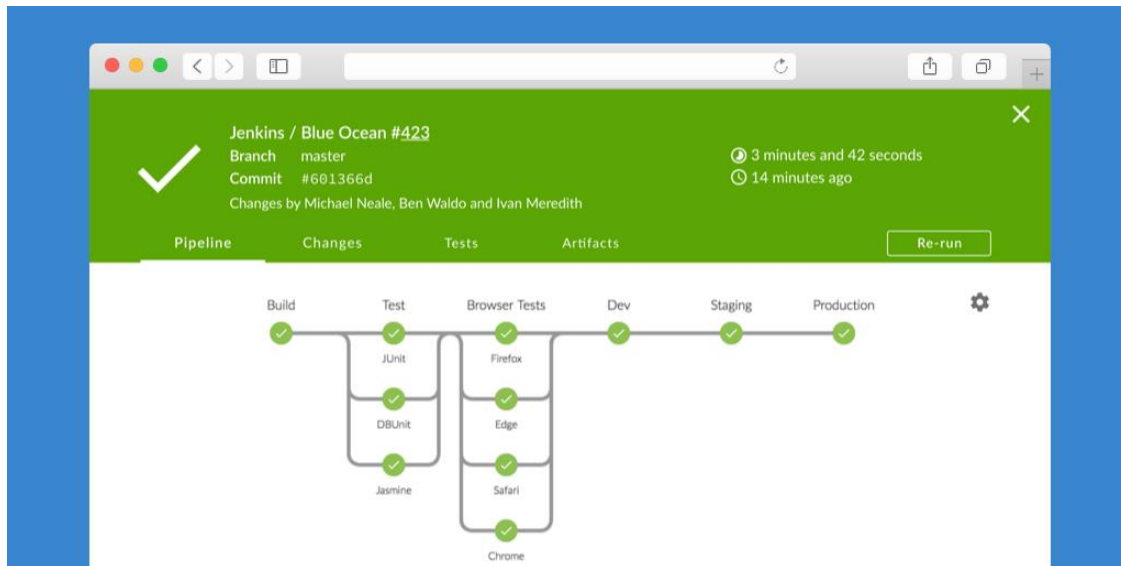 Jenkins / Blue Ocean #423
Branch master
Commit #601366d
Changes by Michael Neale, Ben Waldo and Ivan Meredith
3 minutes and 42 seconds
14 minutes ago
Pipeline Changes Tests Artifacts Re-run
Build Test Browser Tests Dev Staging Production
JUnit Firefox
DBUnit Edge
Jasmine Safari
Chrome